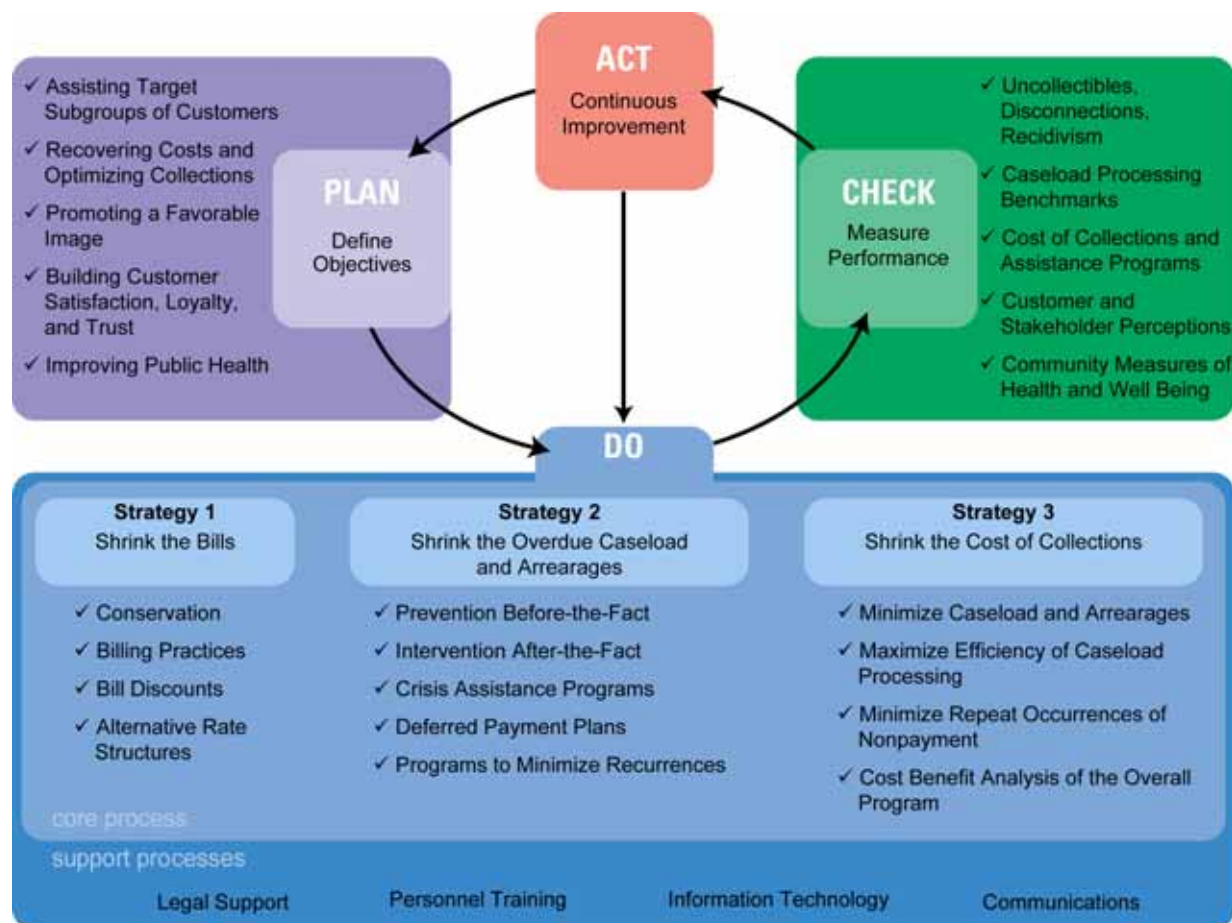 ACT
Continuous
Improvement
✓ Assisting Target
Subgroups of Customers
✓ Recovering Costs and
Optimizing Collections
✓ Promoting a Favorable
Image
✓ Building Customer
Satisfaction, Loyalty,
and Trust
✓ Improving Public Health
PLAN
Define
Objectives
CHECK
Measure
Performance
✓ Uncollectibles,
Disconnections,
Recidivism
✓ Caseload Processing
Benchmarks
✓ Cost of Collections and
Assistance Programs
✓ Customer and
Stakeholder Perceptions
✓ Community Measures of
Health and Well Being
DO
Strategy 1
Shrink the Bills
✓ Conservation
✓ Billing Practices
✓ Bill Discounts
✓ Alternative Rate
Structures
Strategy 2
Shrink the Overdue Caseload
and Arrearages
✓ Prevention Before-the-Fact
✓ Intervention After-the-Fact
✓ Crisis Assistance Programs
✓ Deferred Payment Plans
✓ Programs to Minimize Recurrences
Strategy 3
Shrink the Cost of Collections
✓ Minimize Caseload and Arrearages
✓ Maximize Efficiency of Caseload
Processing
✓ Minimize Repeat Occurrences of
Nonpayment
✓ Cost Benefit Analysis of the Overall
Program
core process
support processes
Legal Support
Personnel Training
Information Technology
Communications